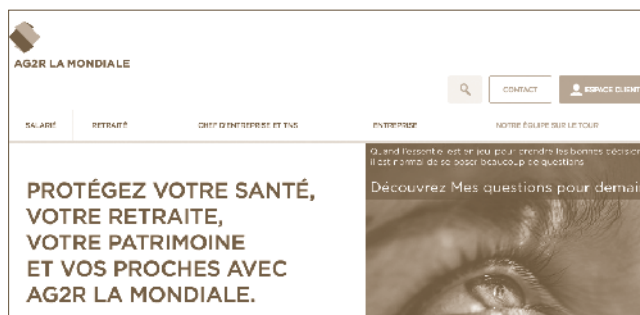 AG2R LA MONDIALE
CONTACT
ESPACE CLIENT
SALARIÉ RETRAITÉ CHEF D'ENTREPRISE ET TNS ENTREPRISE NOTRE ÉQUIPE SUR LE TOUR
Quand l'essentiel est en jeu, pour prendre les bonnes décision
il est normal de se poser beaucoup de questions
Découvrez Mes questions pour demain
PROTÉGEZ VOTRE SANTÉ,
VOTRE RETRAITE,
VOTRE PATRIMOINE
ET VOS PROCHES AVEC
AG2R LA MONDIALE.